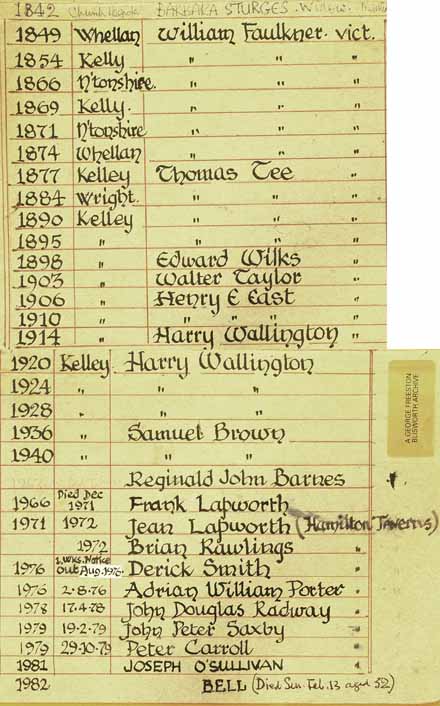 1842 Church Records BARBARA STURGES. Widow.
1849 Whellan William Faulkner. vict.
1854 Kelly " " "
1866 N'tonshire. " " "
1869 Kelly. " " "
1871 N'tonshire " " "
1874 Whellan " " "
1877 Kelley Thomas Tee "
1884 Wright. " " "
1890 Kelley " " "
1895 " " " "
1898 " Edward Wilks "
1903 " Walter Taylor "
1906 " Henry E East "
1910 " " " " "
1914 " Harry Wallington "
1920 Kelley. Harry Wallington
1924 " " "
1928 " " "
1936 " Samuel Brown
1940 " " "
Reginald John Barnes "
1966 Died Dec 1971 Frank Lapworth
1971 1972 Jean Lapworth (Hamilton Taverns)
1972 Brian Rawlings "
1976 2 Wks. Notice out Aug. 1976. Derick Smith "
1976 2-8-76 Adrian William Porter "
1978 17.4-78 John Douglas Radway "
1979 19-2-79 John Peter Saxby "
1979 29-10-79 Peter Carroll "
1981 JOSEPH O'SULLIVAN "
1982 BELL (Died Sun. Feb. 13 aged 52)
A GEORGE FREESTON
BLISWORTH ARCHIVE